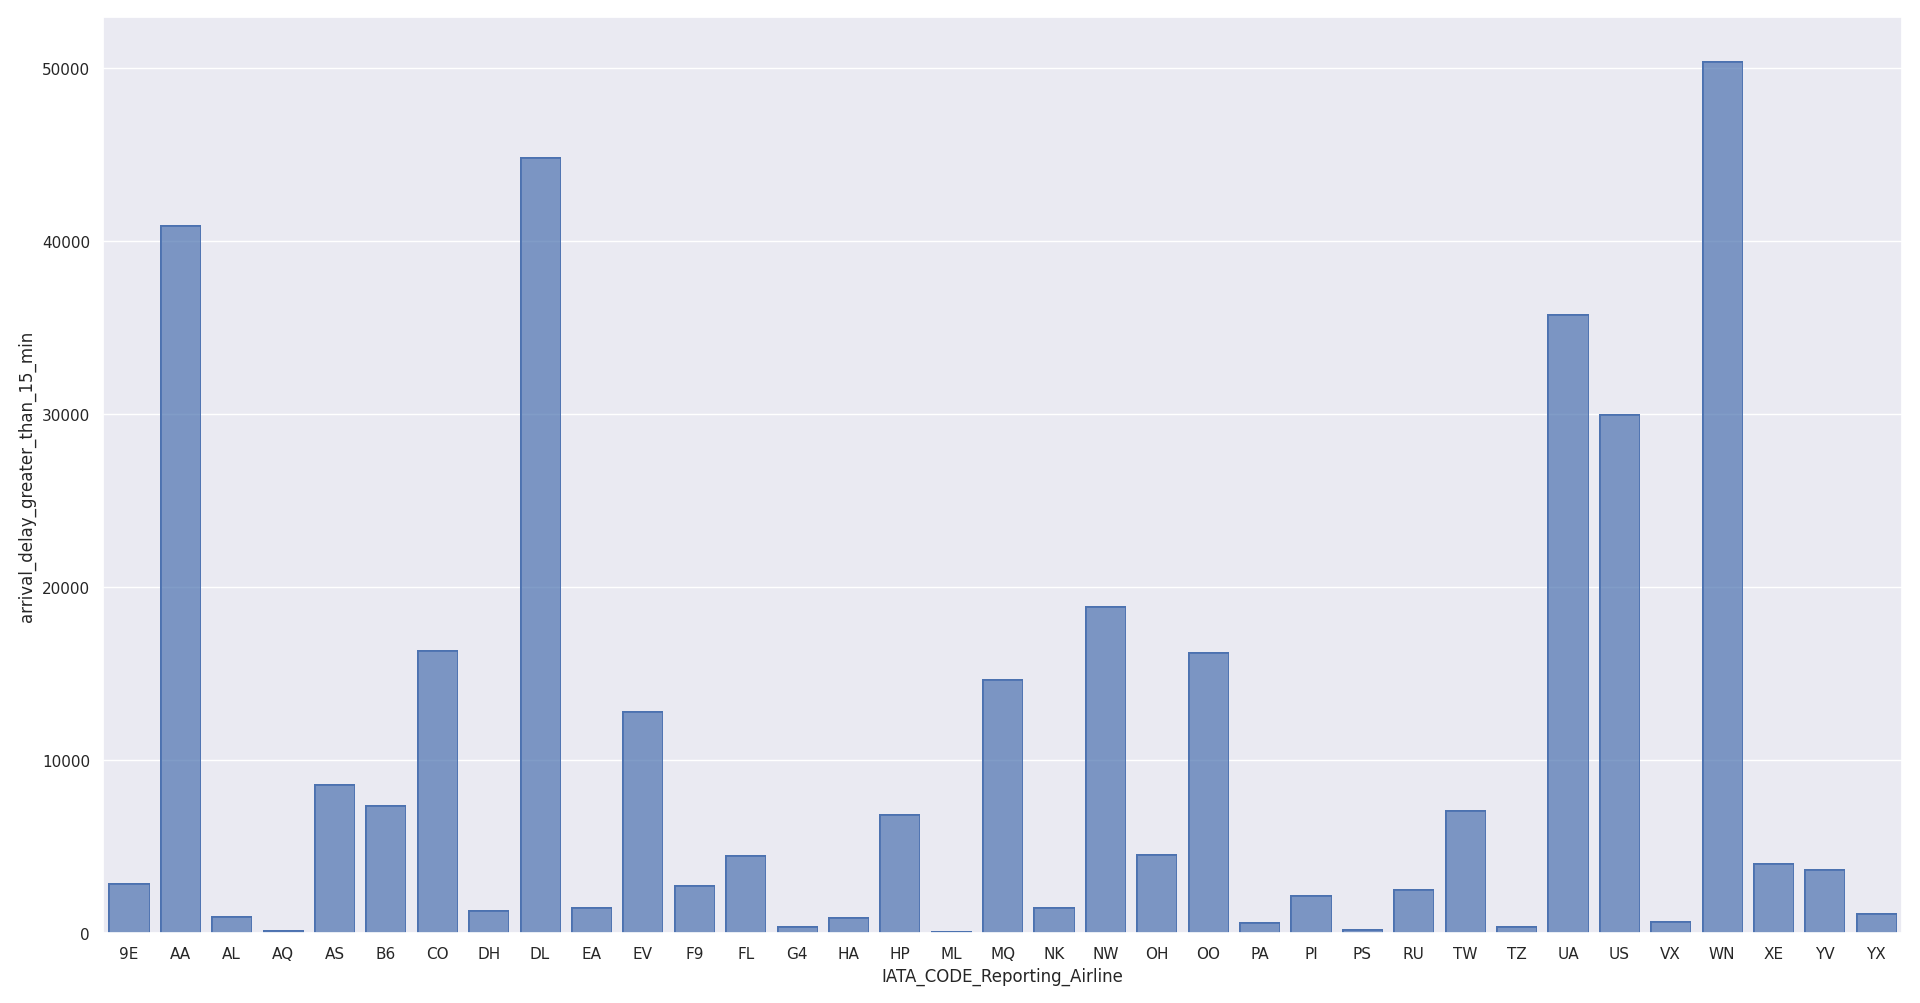 50000
40000
30000
20000
10000
0
arrival_delay_greater_than_15_min
9E AA AL AQ AS B6 CO DH DL EA EV F9 FL G4 HA HP ML MQ NK NW OH OO PA PI PS RU TW TZ UA US VX WN XE YV YX
IATA_CODE_Reporting_Airline